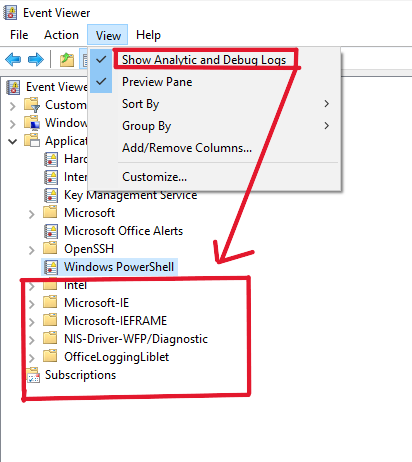 Event Viewer
File Action View Help
Show Analytic and Debug Logs
Preview Pane
Sort By
Group By
Add/Remove Columns...
Customize...
Event Viewer
Custom
Window
Applicat
Hard
Inter
Key Management Service
Microsoft
Microsoft Office Alerts
OpenSSH
Windows PowerShell
Intel
Microsoft-IE
Microsoft-IEFRAME
NIS-Driver-WFP/Diagnostic
OfficeLoggingLiblet
Subscriptions